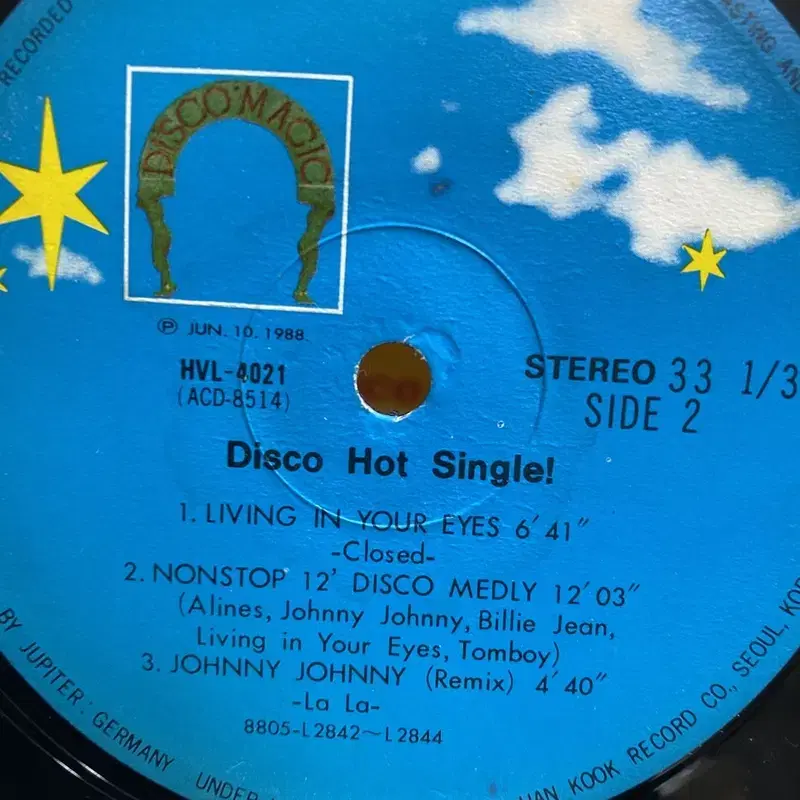 RECORDED
ASTING AND
DISCO•MAGIC
Ⓟ JUN. 10. 1988
HVL-4021
(ACD-8514)
STEREO 33 1/3
SIDE 2
Disco Hot Single!
1. LIVING IN YOUR EYES 6′ 41″
-Closed-
2. NONSTOP 12′ DISCO MEDLY 12′ 03″
(Alines, Johnny Johnny, Billie Jean,
Living in Your Eyes, Tomboy)
3. JOHNNY JOHNNY (Remix) 4′ 40″
-La La-
8805-L2842~L2844
BY JUPITER: GERMANY UNDER
HAN KOOK RECORD CO., SEOUL, KOR